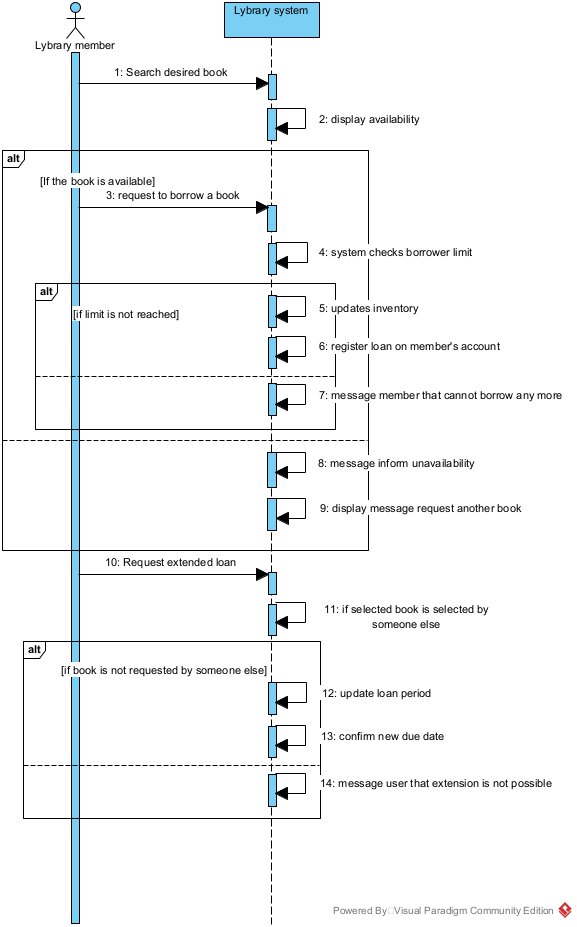 Lybrary member
Lybrary system
1: Search desired book
2: display availability
alt
[If the book is available]
3: request to borrow a book
4: system checks borrower limit
alt
[if limit is not reached]
5: updates inventory
6: register loan on member's account
7: message member that cannot borrow any more
8: message inform unavailability
9: display message request another book
10: Request extended loan
11: if selected book is selected by
someone else
alt
[if book is not requested by someone else]
12: update loan period
13: confirm new due date
14: message user that extension is not possible
Powered By Visual Paradigm Community Edition